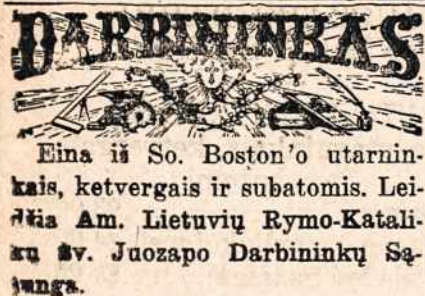 DARBININKAS
Eina iš So. Boston'o utarnin-
kais, ketvergais ir subatomis. Lei-
džia Am. Lietuvių Rymo-Katali-
kų šv. Juozapo Darbininkų Są-
junga.